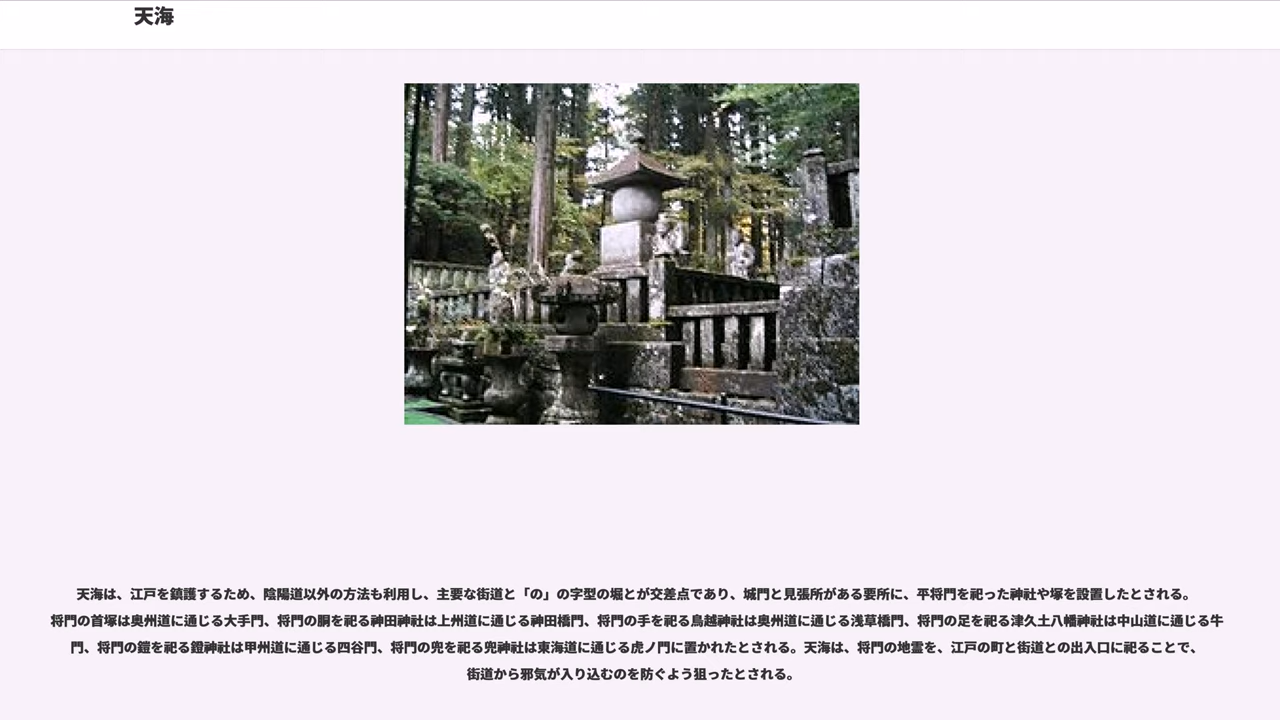 天海
天海は、江戸を鎮護するため、陰陽道以外の方法も利用し、主要な街道と「の」の字型の堀とが交差点であり、城門と見張所がある要所に、平将門を祀った神社や塚を設置したとされる。
将門の首塚は奥州道に通じる大手門、将門の胴を祀る神田神社は上州道に通じる神田橋門、将門の手を祀る鳥越神社は奥州道に通じる浅草橋門、将門の足を祀る津久土八幡神社は中山道に通じる牛
門、将門の鎧を祀る鐙神社は甲州道に通じる四谷門、将門の兜を祀る兜神社は東海道に通じる虎ノ門に置かれたとされる。天海は、将門の地霊を、江戸の町と街道との出入口に祀ることで、
街道から邪気が入り込むのを防ぐよう狙ったとされる。